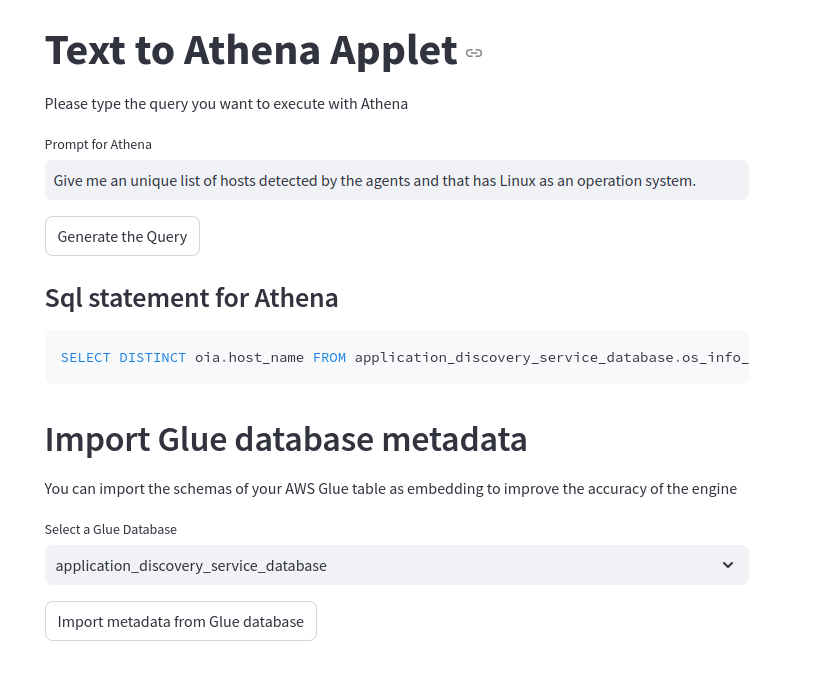 Text to Athena Applet
Please type the query you want to execute with Athena
Prompt for Athena
Give me an unique list of hosts detected by the agents and that has Linux as an operation system.
Generate the Query
Sql statement for Athena
SELECT DISTINCT oia.host_name FROM application_discovery_service_database.os_info_
Import Glue database metadata
You can import the schemas of your AWS Glue table as embedding to improve the accuracy of the engine
Select a Glue Database
application_discovery_service_database
Import metadata from Glue database